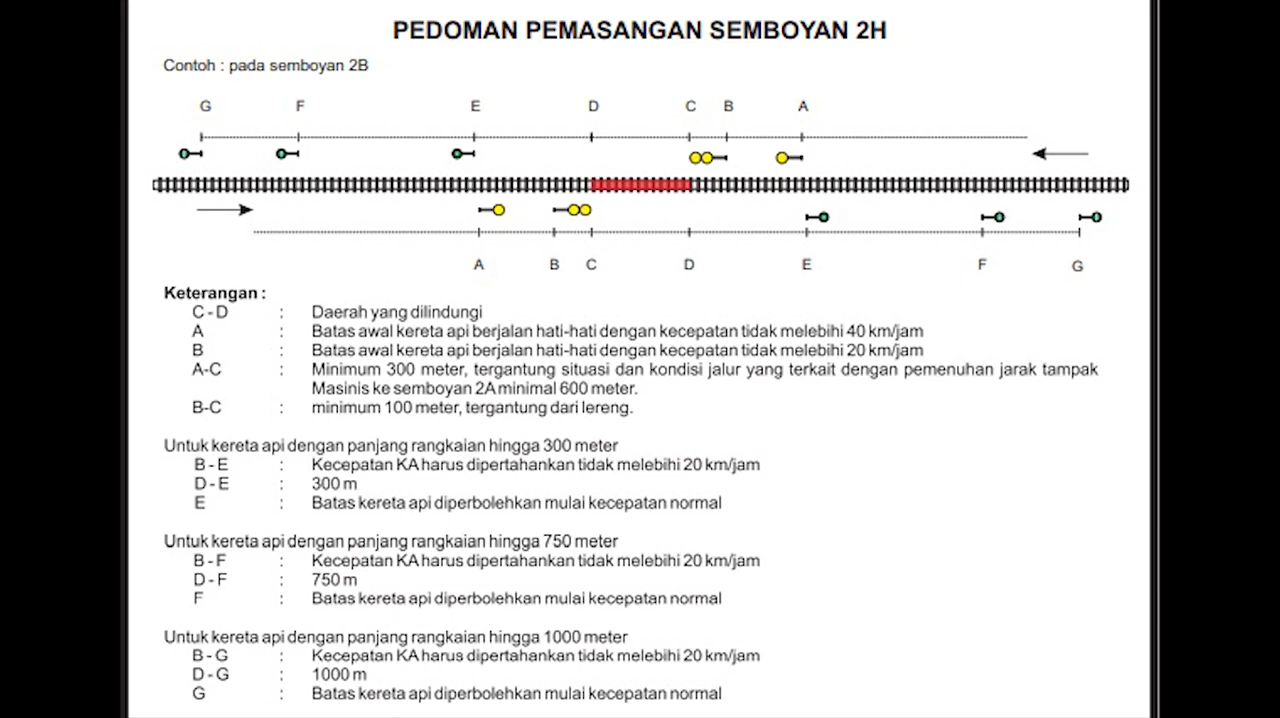 PEDOMAN PEMASANGAN SEMBOYAN 2H
Contoh : pada semboyan 2B
G F E D C B A
A B C D E F G
Keterangan :
C - D : Daerah yang dilindungi
A : Batas awal kereta api berjalan hati-hati dengan kecepatan tidak melebihi 40 km/jam
B : Batas awal kereta api berjalan hati-hati dengan kecepatan tidak melebihi 20 km/jam
A-C : Minimum 300 meter, tergantung situasi dan kondisi jalur yang terkait dengan pemenuhan jarak tampak
Masinis ke semboyan 2A minimal 600 meter.
B-C : minimum 100 meter, tergantung dari lereng.
Untuk kereta api dengan panjang rangkaian hingga 300 meter
B - E : Kecepatan KA harus dipertahankan tidak melebihi 20 km/jam
D - E : 300 m
E : Batas kereta api diperbolehkan mulai kecepatan normal
Untuk kereta api dengan panjang rangkaian hingga 750 meter
B - F : Kecepatan KA harus dipertahankan tidak melebihi 20 km/jam
D - F : 750 m
F : Batas kereta api diperbolehkan mulai kecepatan normal
Untuk kereta api dengan panjang rangkaian hingga 1000 meter
B - G : Kecepatan KA harus dipertahankan tidak melebihi 20 km/jam
D - G : 1000 m
G : Batas kereta api diperbolehkan mulai kecepatan normal